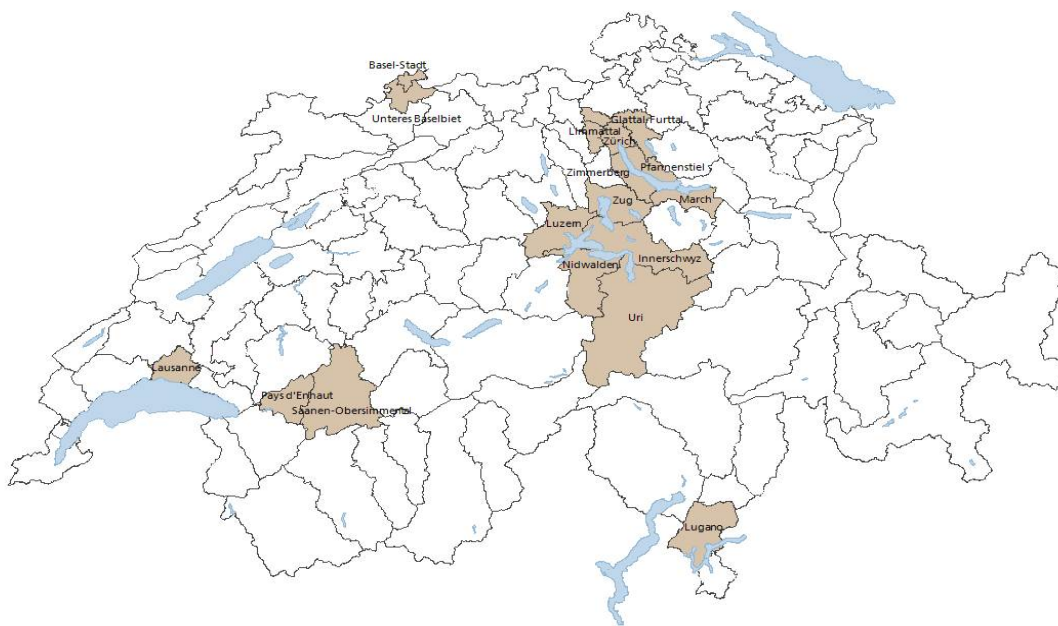 Basel-Stadt
Unteres Baselbiet
Glattal-Furttal
Limmattal
Zürich
Zimmerberg
Pfannenstiel
Zug
March
Luzern
Innerschwyz
Nidwalden
Uri
Lausanne
Pays d'Enhaut
Saanen-Obersimmental
Lugano